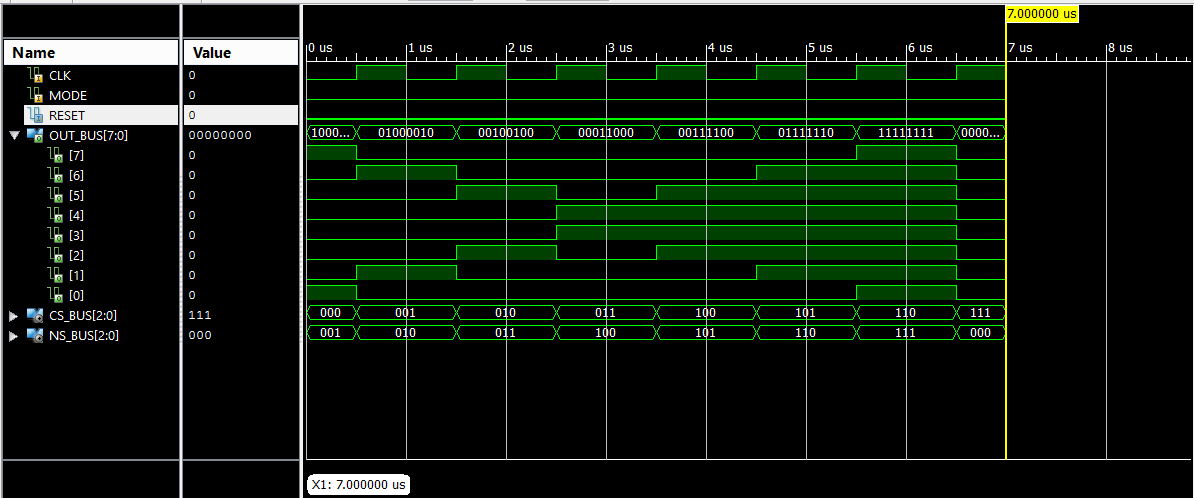 7.000000 us
Name Value 0 us 1 us 2 us 3 us 4 us 5 us 6 us 7 us 8 us
CLK 0
MODE 0
RESET 0
OUT_BUS[7:0] 00000000 1000... 01000010 00100100 00011000 00111100 01111110 11111111 0000...
[7] 0
[6] 0
[5] 0
[4] 0
[3] 0
[2] 0
[1] 0
[0] 0
CS_BUS[2:0] 111 000 001 010 011 100 101 110 111
NS_BUS[2:0] 000 001 010 011 100 101 110 111 000
X1: 7.000000 us